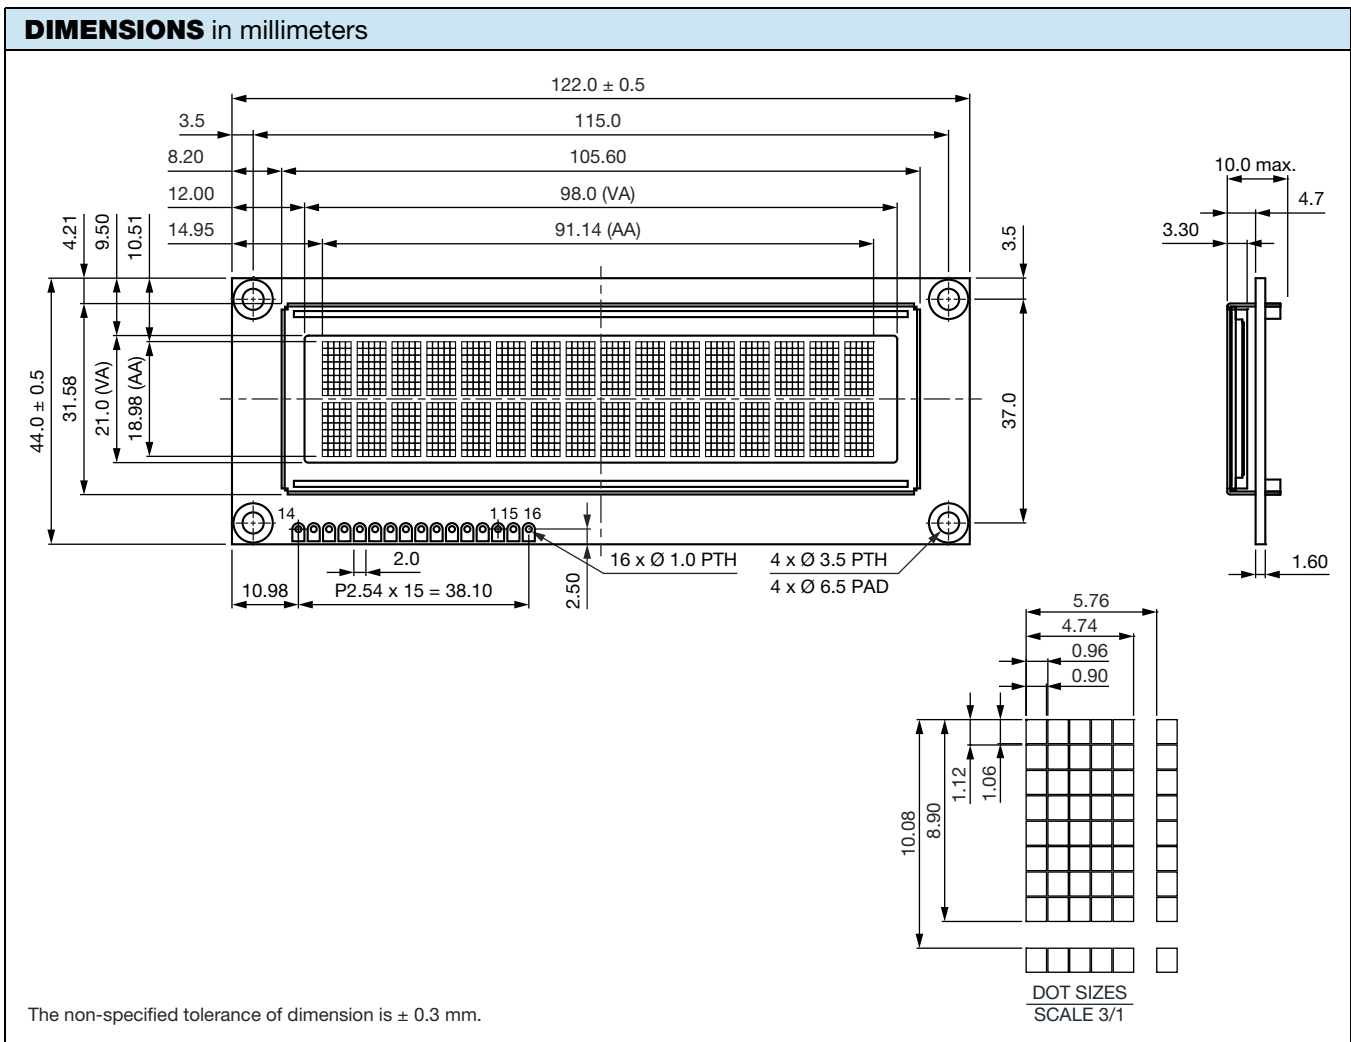 DIMENSIONS in millimeters
122.0 ± 0.5
3.5
115.0
8.20
105.60
10.0 max.
12.00
98.0 (VA)
4.7
14.95
91.14 (AA)
3.30
4.21
9.50
10.51
3.5
44.0 ± 0.5
31.58
21.0 (VA)
18.98 (AA)
37.0
14
1 15 16
2.0
16 x Ø 1.0 PTH
4 x Ø 3.5 PTH
1.60
10.98
P2.54 x 15 = 38.10
2.50
4 x Ø 6.5 PAD
5.76
4.74
0.96
0.90
1.12
1.06
10.08
8.90
DOT SIZES
SCALE 3/1
The non-specified tolerance of dimension is ± 0.3 mm.